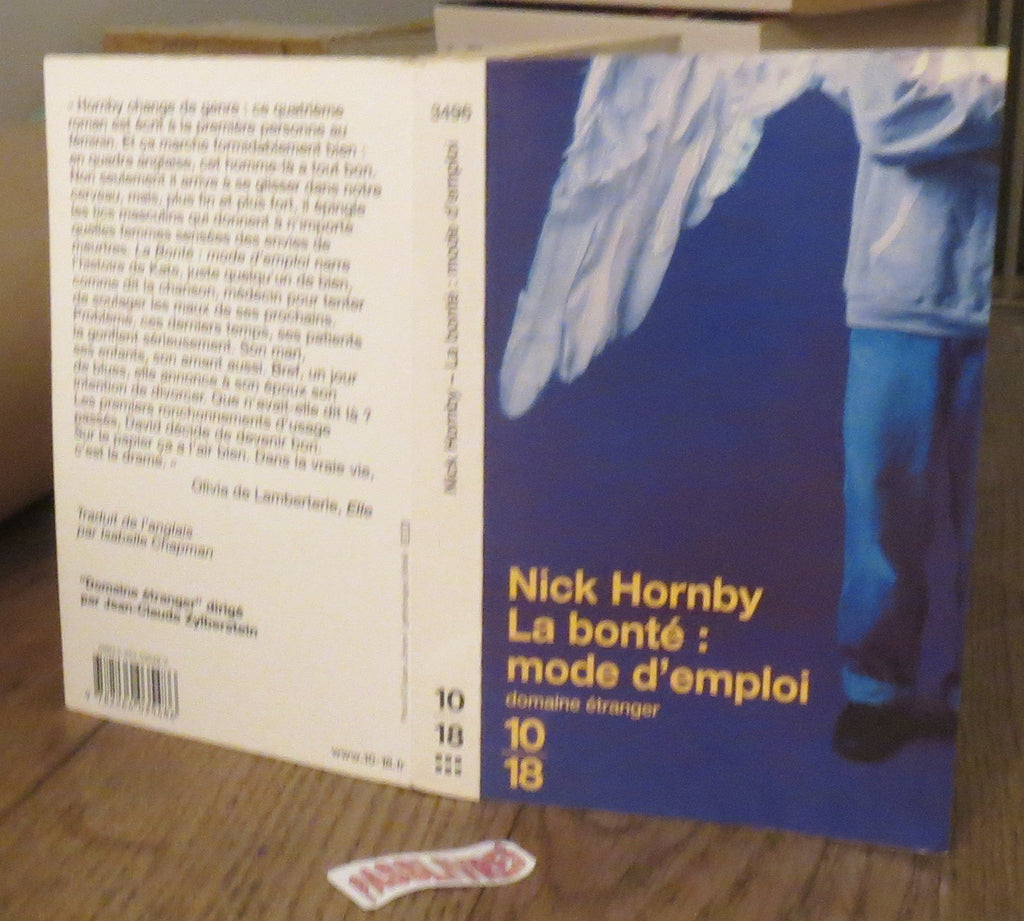 « Hornby change de genre : ce quatrième
roman est écrit à la première personne au
féminin. Et ça marche formidablement bien :
en quadra anglaise, cet homme-là a tout bon.
Non seulement il arrive à se glisser dans notre
cerveau, mais, plus fin et plus fort, il épingle
les tics masculins qui donnent à n'importe
quelles femmes sensées des envies de
meurtres. La Bonté : mode d'emploi narre
l'histoire de Kate, juste quelqu'un de bien,
comme dit la chanson, médecin pour tenter
de soulager les maux de ses prochains.
Problème, ces derniers temps, ses patients
la gonflent sérieusement. Son mari,
ses enfants, son amant aussi. Bref, un jour
de blues, elle annonce à son époux son
intention de divorcer. Que n'avait-elle dit là ?
Les premiers ronchonnements d'usage
passés, David décide de devenir bon.
Sur le papier ça a l'air bien. Dans la vraie vie,
c'est le drame. »
Olivia de Lamberterie, Elle
Traduit de l'anglais
par Isabelle Chapman
"Domaine étranger" dirigé
par Jean-Claude Zylberstein
www.10-18.fr
3496
Nick Hornby – La bonté : mode d'emploi
10
18
Nick Hornby
La bonté :
mode d'emploi
domaine étranger
10
18